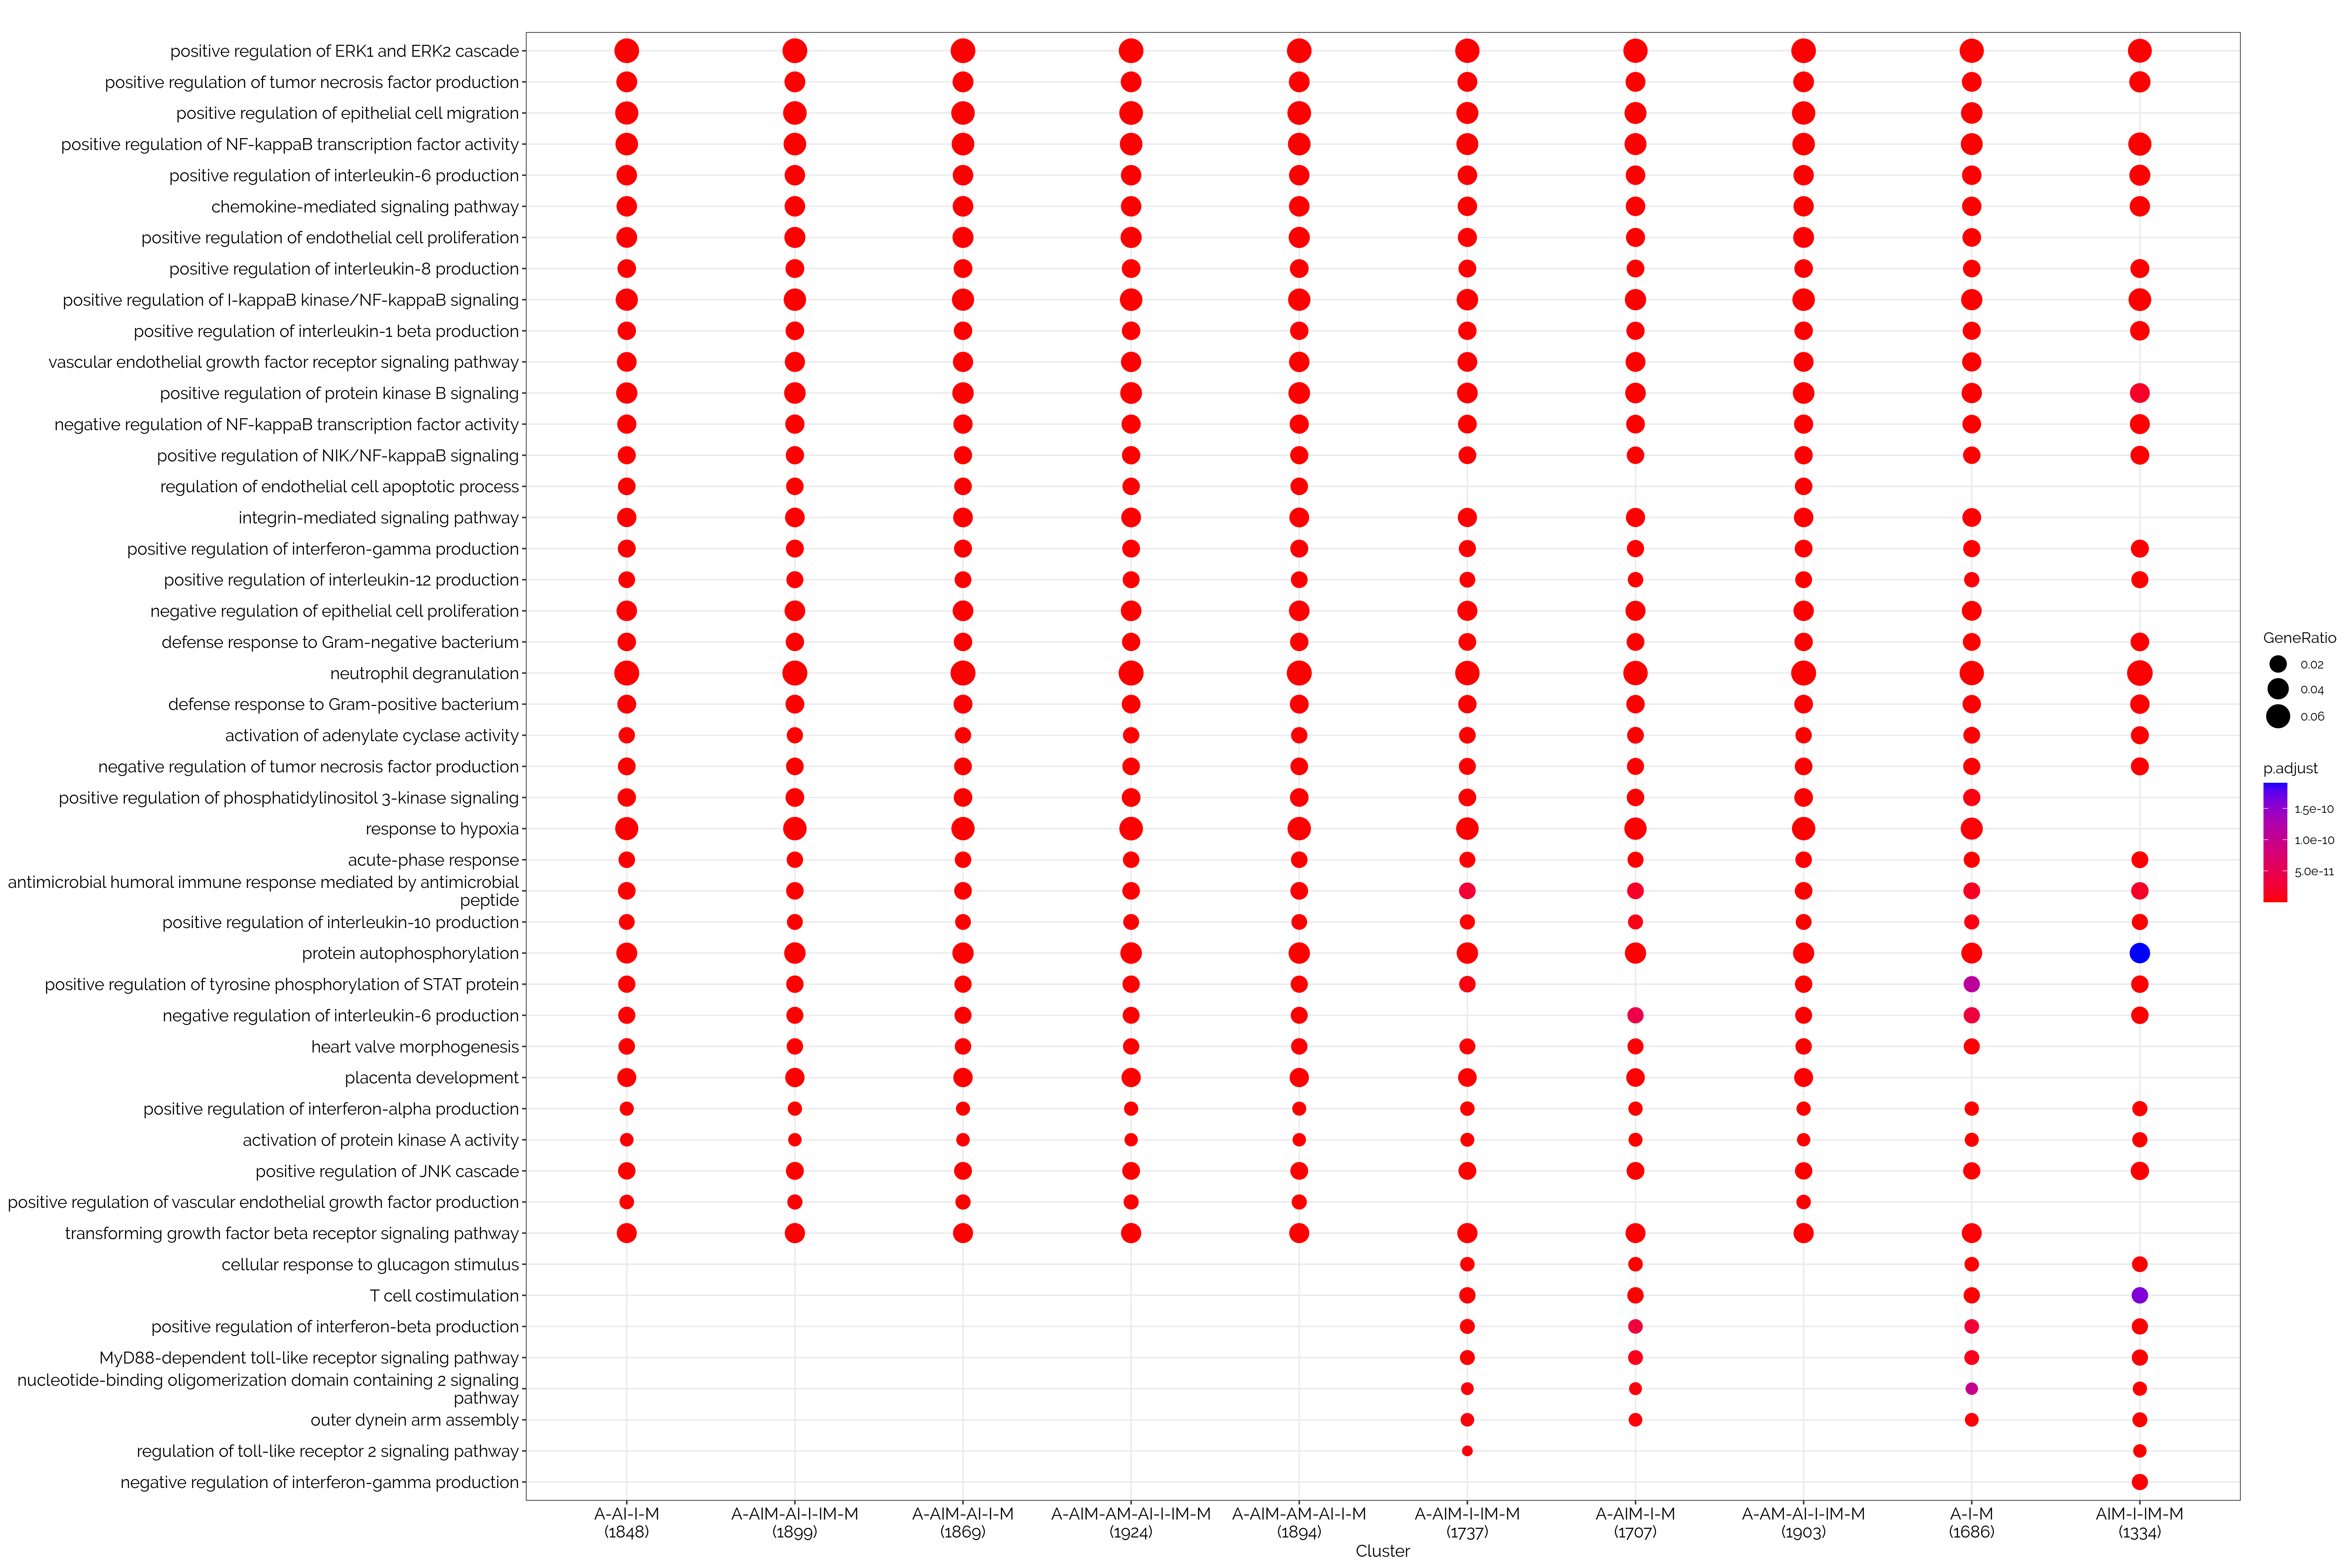 positive regulation of ERK1 and ERK2 cascade
positive regulation of tumor necrosis factor production
positive regulation of epithelial cell migration
positive regulation of NF-kappaB transcription factor activity
positive regulation of interleukin-6 production
chemokine-mediated signaling pathway
positive regulation of endothelial cell proliferation
positive regulation of interleukin-8 production
positive regulation of I-kappaB kinase/NF-kappaB signaling
positive regulation of interleukin-1 beta production
vascular endothelial growth factor receptor signaling pathway
positive regulation of protein kinase B signaling
negative regulation of NF-kappaB transcription factor activity
positive regulation of NIK/NF-kappaB signaling
regulation of endothelial cell apoptotic process
integrin-mediated signaling pathway
positive regulation of interferon-gamma production
positive regulation of interleukin-12 production
negative regulation of epithelial cell proliferation
defense response to Gram-negative bacterium
neutrophil degranulation
defense response to Gram-positive bacterium
activation of adenylate cyclase activity
negative regulation of tumor necrosis factor production
positive regulation of phosphatidylinositol 3-kinase signaling
response to hypoxia
acute-phase response
antimicrobial humoral immune response mediated by antimicrobial
peptide
positive regulation of interleukin-10 production
protein autophosphorylation
positive regulation of tyrosine phosphorylation of STAT protein
negative regulation of interleukin-6 production
heart valve morphogenesis
placenta development
positive regulation of interferon-alpha production
activation of protein kinase A activity
positive regulation of JNK cascade
positive regulation of vascular endothelial growth factor production
transforming growth factor beta receptor signaling pathway
cellular response to glucagon stimulus
T cell costimulation
positive regulation of interferon-beta production
MyD88-dependent toll-like receptor signaling pathway
nucleotide-binding oligomerization domain containing 2 signaling
pathway
outer dynein arm assembly
regulation of toll-like receptor 2 signaling pathway
negative regulation of interferon-gamma production
A-AI-I-M A-AIM-AI-I-IM-M A-AIM-AI-I-M A-AIM-AM-AI-I-IM-M A-AIM-AM-AI-I-M A-AIM-I-IM-M A-AIM-I-M A-AM-AI-I-IM-M A-I-M AIM-I-IM-M
(1848) (1899) (1869) (1924) (1894) (1737) (1707) (1903) (1686) (1334)
Cluster
GeneRatio
0.02
0.04
0.06
p.adjust
1.5e-10
1.0e-10
5.0e-11